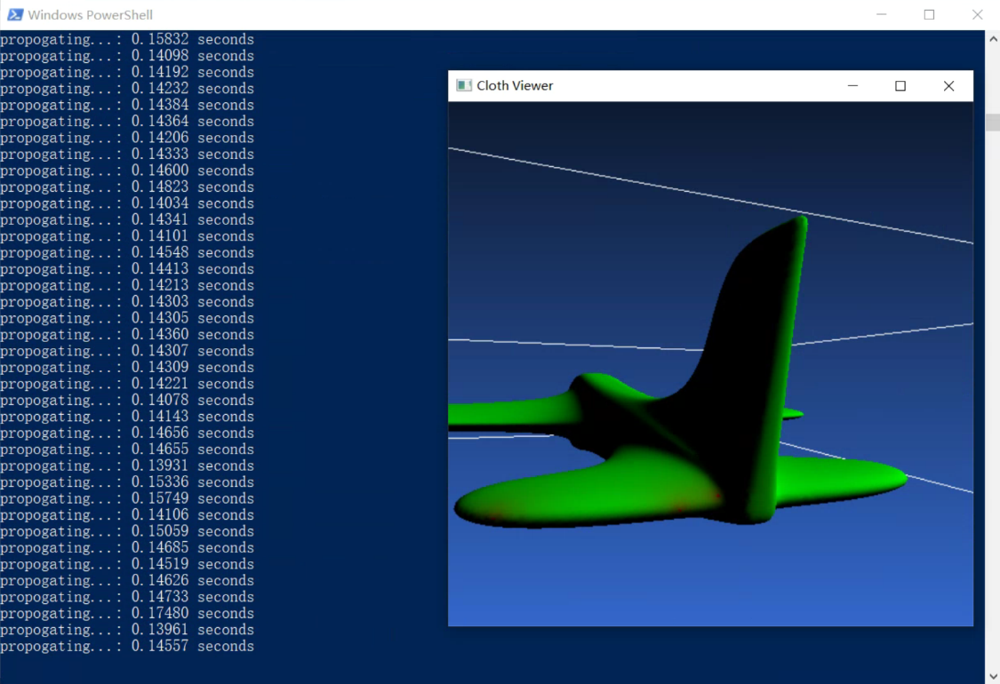 Windows PowerShell
propogating...: 0.15832 seconds
propogating...: 0.14098 seconds
propogating...: 0.14192 seconds
propogating...: 0.14232 seconds
propogating...: 0.14384 seconds
propogating...: 0.14364 seconds
propogating...: 0.14206 seconds
propogating...: 0.14333 seconds
propogating...: 0.14600 seconds
propogating...: 0.14823 seconds
propogating...: 0.14034 seconds
propogating...: 0.14341 seconds
propogating...: 0.14101 seconds
propogating...: 0.14548 seconds
propogating...: 0.14413 seconds
propogating...: 0.14213 seconds
propogating...: 0.14303 seconds
propogating...: 0.14305 seconds
propogating...: 0.14360 seconds
propogating...: 0.14307 seconds
propogating...: 0.14309 seconds
propogating...: 0.14221 seconds
propogating...: 0.14078 seconds
propogating...: 0.14143 seconds
propogating...: 0.14656 seconds
propogating...: 0.14655 seconds
propogating...: 0.13931 seconds
propogating...: 0.15336 seconds
propogating...: 0.15749 seconds
propogating...: 0.14106 seconds
propogating...: 0.15059 seconds
propogating...: 0.14685 seconds
propogating...: 0.14519 seconds
propogating...: 0.14626 seconds
propogating...: 0.14733 seconds
propogating...: 0.17480 seconds
propogating...: 0.13961 seconds
propogating...: 0.14557 seconds
Cloth Viewer